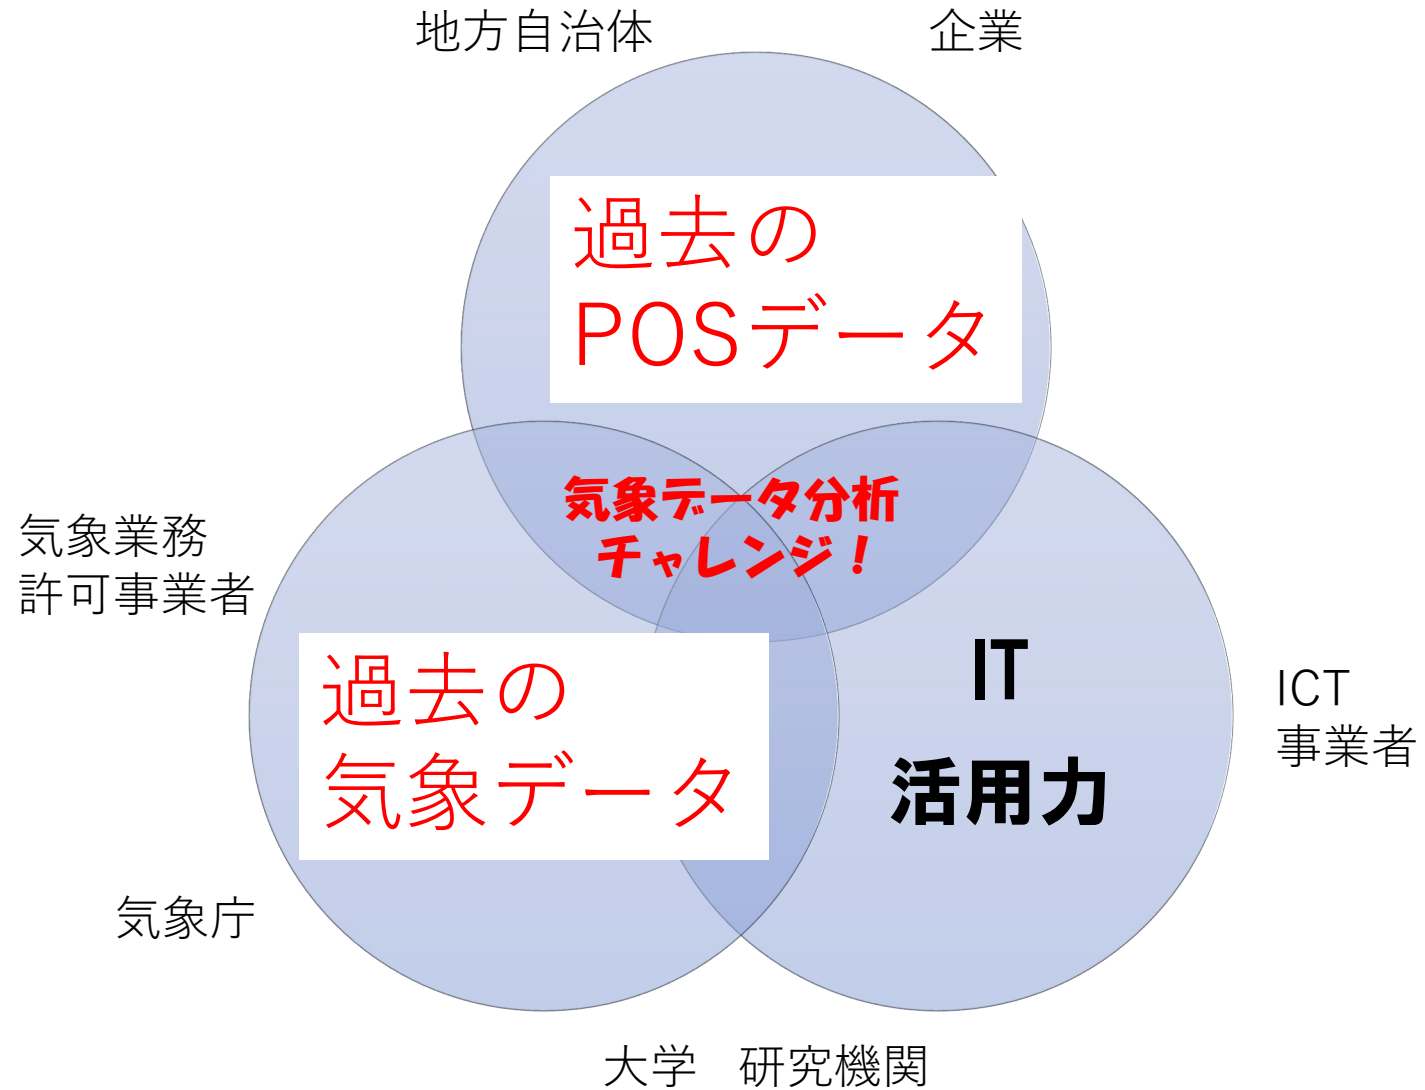 地方自治体
企業
過去の
POSデータ
気象データ分析
チャレンジ！
気象業務
許可事業者
過去の
気象データ
IT
活用力
ICT
事業者
気象庁
大学　研究機関